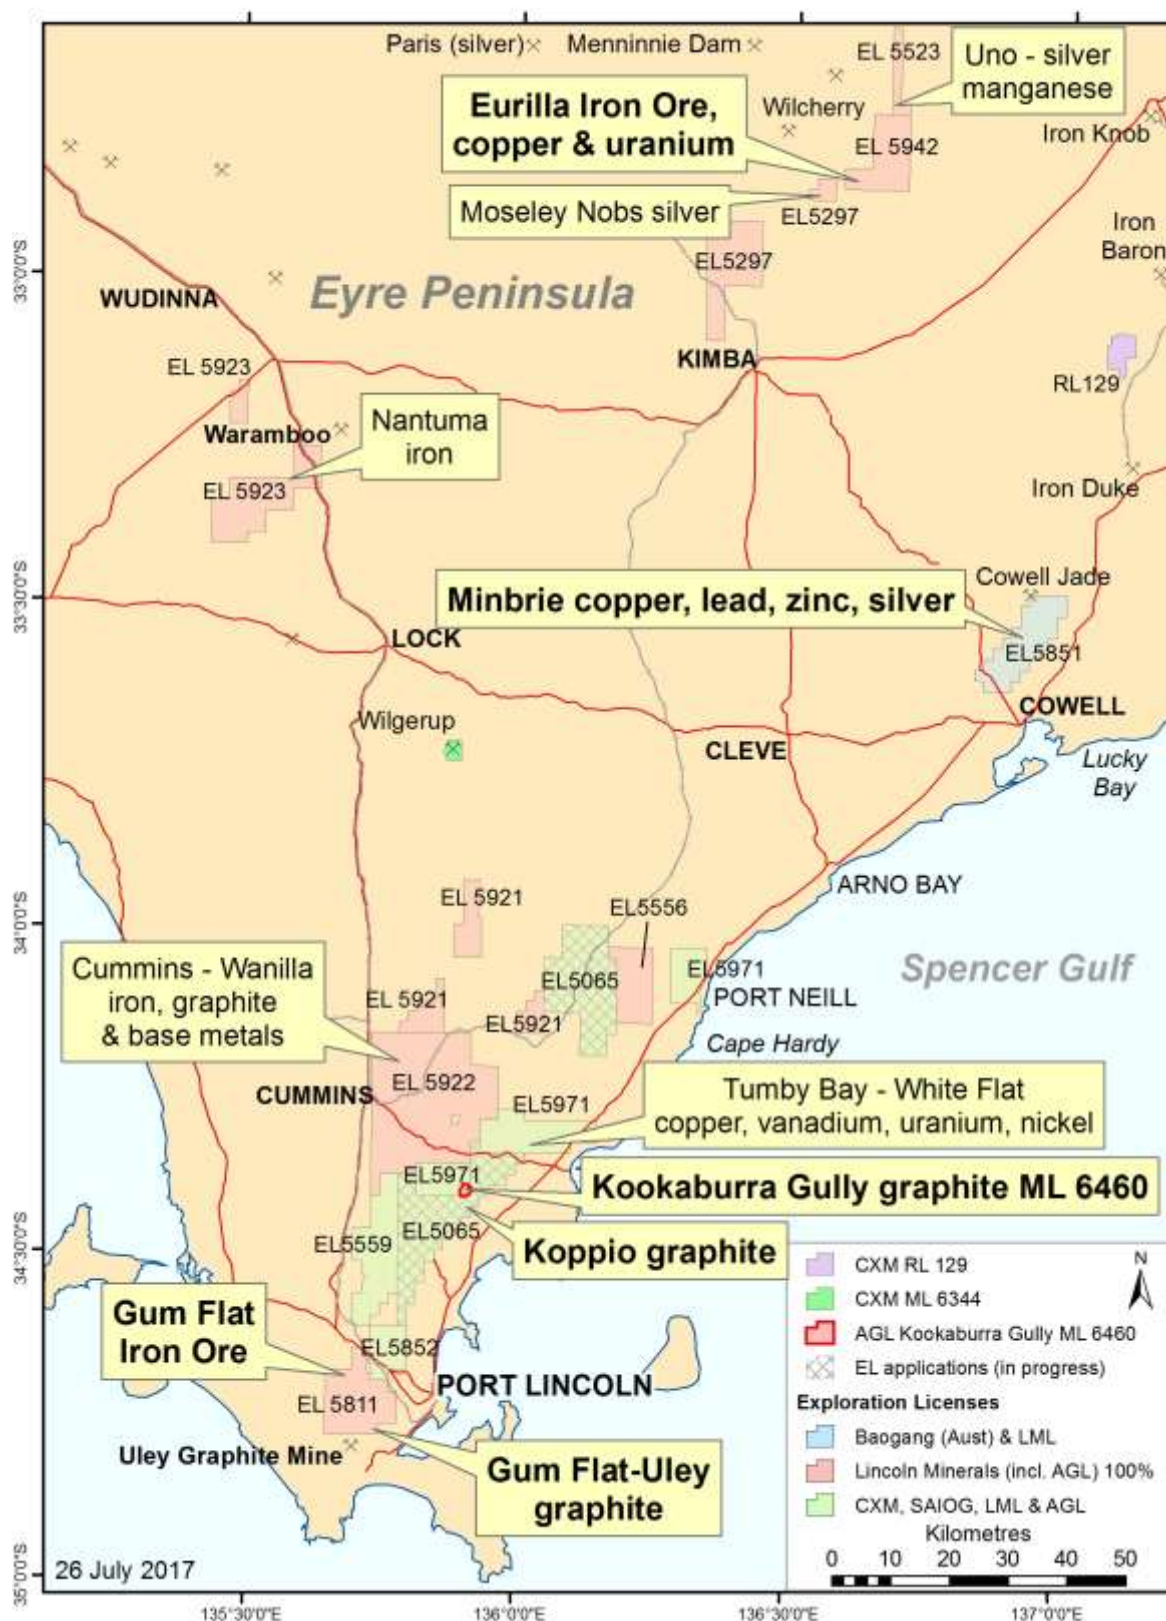 Paris (silver)
Menninnie Dam
EL 5523
Uno - silver
manganese
Eurilla Iron Ore,
copper & uranium
Wilcherry
EL 5942
Iron Knob
Moseley Nobs silver
EL5297
Iron
Baron
EL5297
33°0'0"S
Eyre Peninsula
WUDINNA
KIMBA
EL 5923
RL129
Nantuma
iron
Waramboo
EL 5923
Iron Duke
Cowell Jade
33°30'0"S
Minbrie copper, lead, zinc, silver
LOCK
EL5851
COWELL
Wilgerup
CLEVE
Lucky
Bay
ARNO BAY
EL 5921
EL5556
34°0'0"S
Cummins - Wanilla
iron, graphite
& base metals
EL5065
EL5971
Spencer Gulf
EL 5921
EL5921
PORT NEILL
Cape Hardy
EL 5922
CUMMINS
EL5971
Tumby Bay - White Flat
copper, vanadium, uranium, nickel
EL5971
Kookaburra Gully graphite ML 6460
EL5065
EL5559
Koppio graphite
34°30'0"S
Gum Flat
Iron Ore
EL5852
PORT LINCOLN
EL 5811
Uley Graphite Mine
Gum Flat-Uley
graphite
N
CXM RL 129
CXM ML 6344
AGL Kookaburra Gully ML 6460
EL applications (in progress)
Exploration Licenses
Baogang (Aust) & LML
Lincoln Minerals (incl. AGL) 100%
CXM, SAIOG, LML & AGL
Kilometres
0 10 20 30 40 50
26 July 2017
35°0'0"S
135°30'0"E
136°0'0"E
136°30'0"E
137°0'0"E